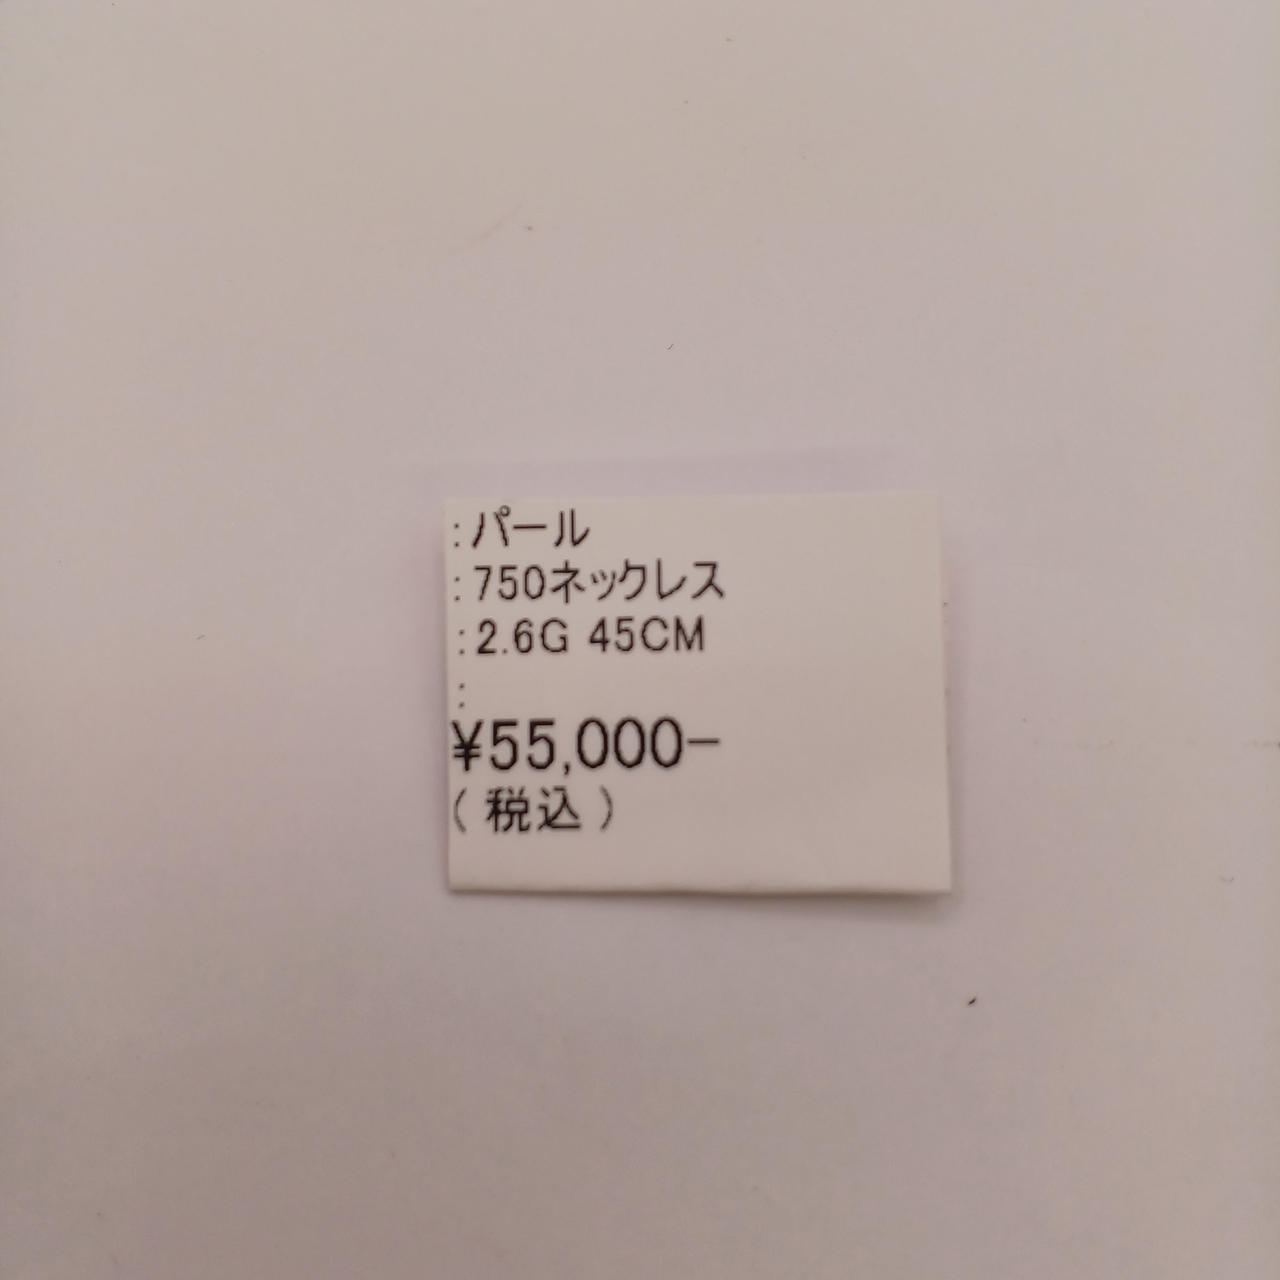 :パール
:750ネックレス
:2.6G 45CM
:
¥55,000-
(税込)